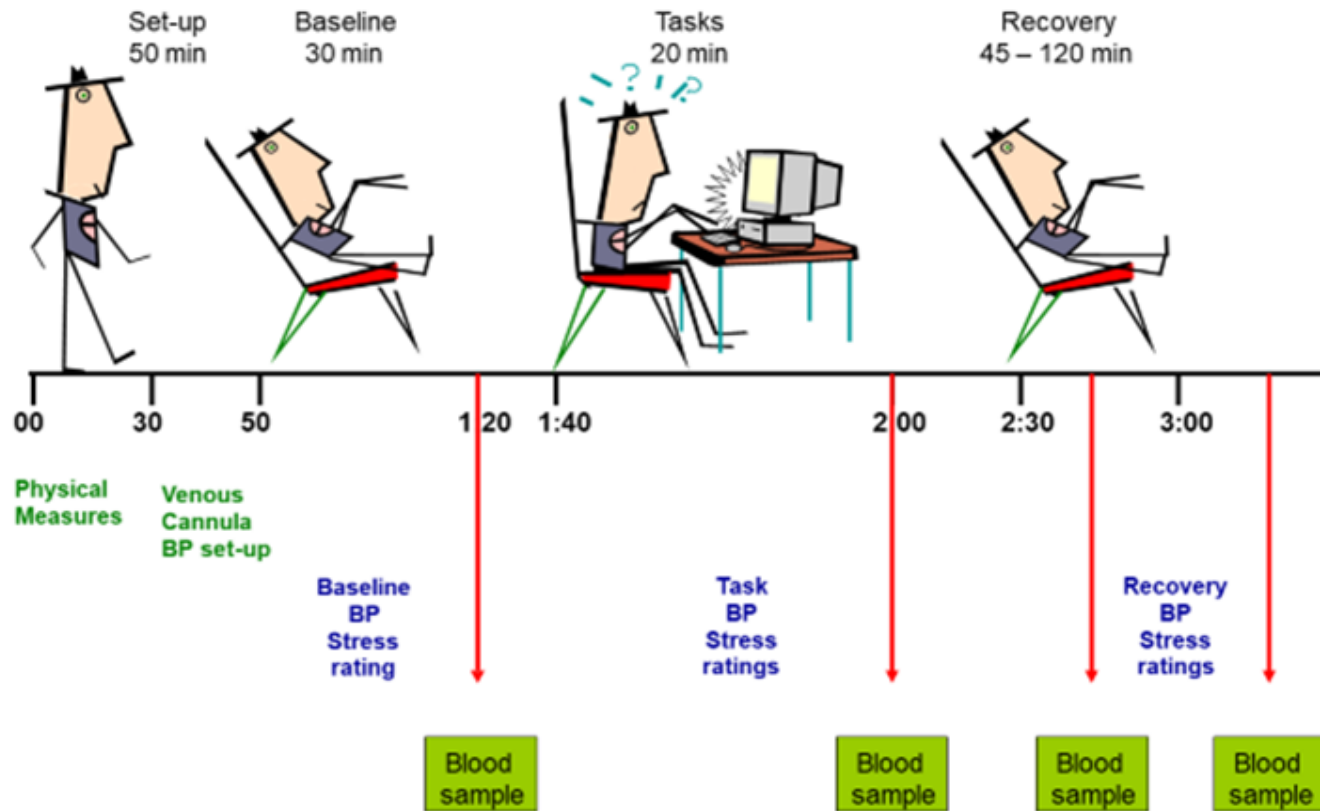 Set-up
50 min
Baseline
30 min
Tasks
20 min
Recovery
45 – 120 min
? ?
00
30
50
1:20
1:40
2:00
2:30
3:00
Physical
Measures
Venous
Cannula
BP set-up
Baseline
BP
Stress
rating
Task
BP
Stress
ratings
Recovery
BP
Stress
ratings
Blood
sample
Blood
sample
Blood
sample
Blood
sample